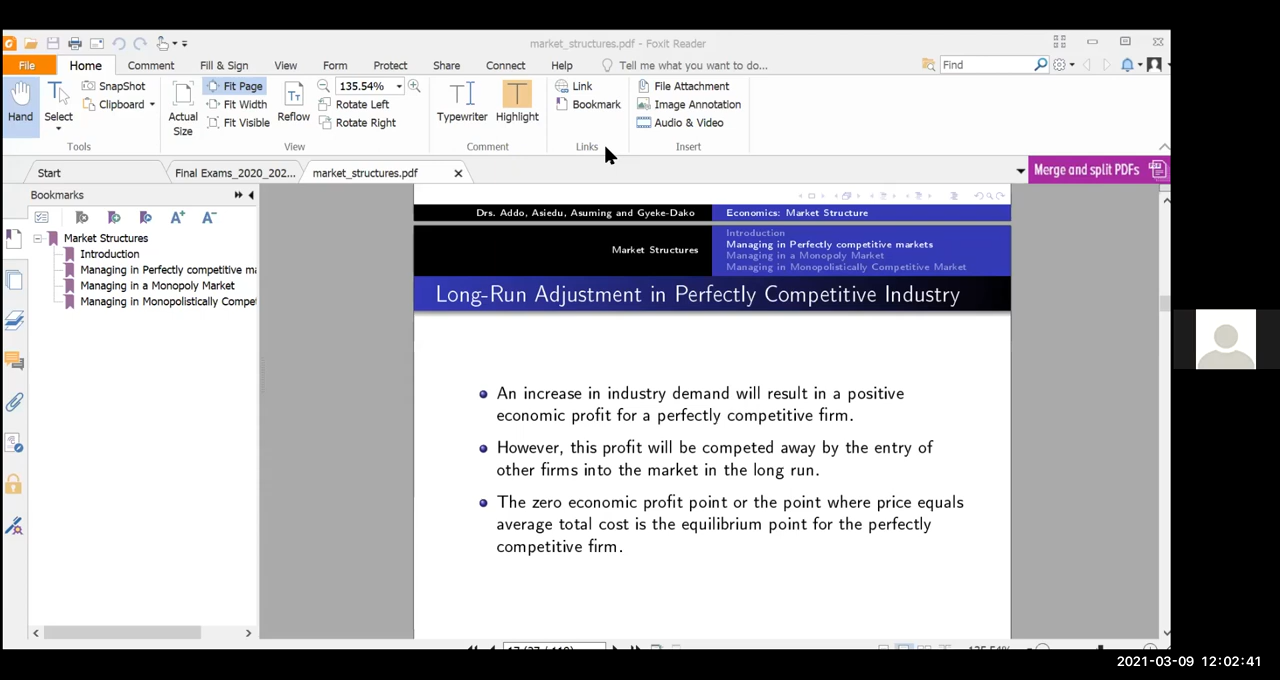 market_structures.pdf - Foxit Reader
File Home Comment Fill & Sign View Form Protect Share Connect Help Tell me what you want to do... Find
SnapShot Fit Page 135.54% Link File Attachment
Clipboard Fit Width Rotate Left Bookmark Image Annotation
Hand Select Actual Size Fit Visible Reflow Rotate Right Typewriter Highlight Audio & Video
Tools View Comment Links Insert
Start Final Exams_2020_202... market_structures.pdf Merge and split PDFs
Bookmarks
Market Structures
Introduction
Managing in Perfectly competitive ma
Managing in a Monopoly Market
Managing in Monopolistically Compe
Drs. Addo, Asiedu, Asuming and Gyeke-Dako Economics: Market Structure
Market Structures
Introduction
Managing in Perfectly competitive markets
Managing in a Monopoly Market
Managing in Monopolistically Competitive Market
Long-Run Adjustment in Perfectly Competitive Industry
An increase in industry demand will result in a positive
economic profit for a perfectly competitive firm.
However, this profit will be competed away by the entry of
other firms into the market in the long run.
The zero economic profit point or the point where price equals
average total cost is the equilibrium point for the perfectly
competitive firm.
2021-03-09 12:02:41